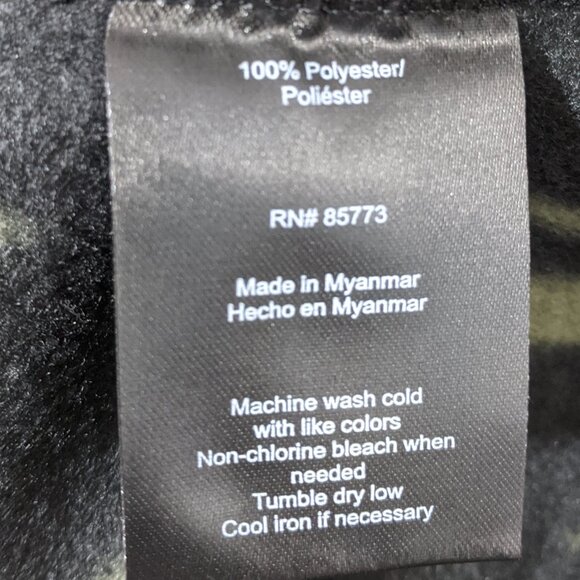 100% Polyester/
Poliéster
RN# 85773
Made in Myanmar
Hecho en Myanmar
Machine wash cold
with like colors
Non-chlorine bleach when
needed
Tumble dry low
Cool iron if necessary